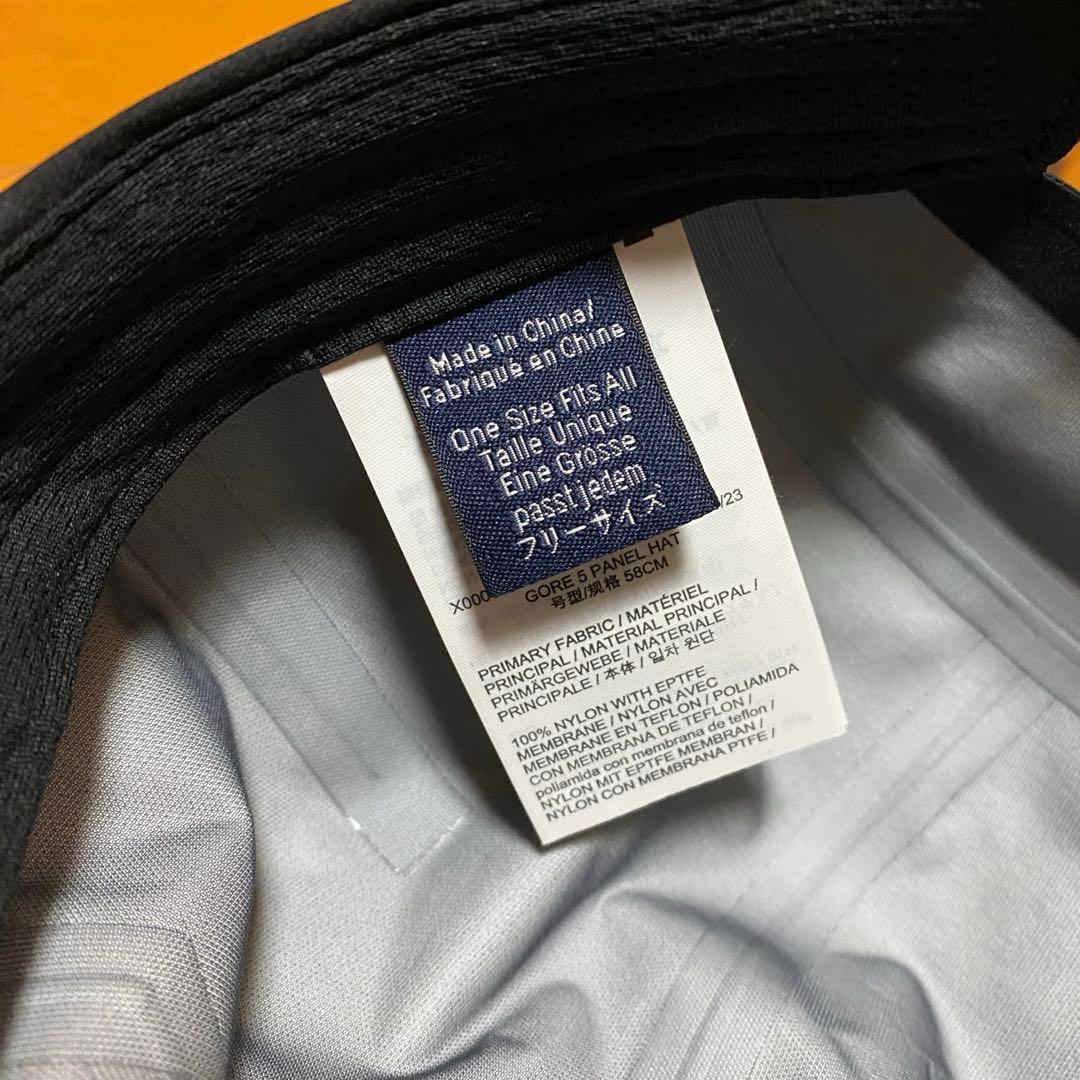 Made in China/
Fabriqué en Chine
One Size Fits All
Taille Unique
Eine Grosse
passt jedem
フリーサイズ
/23
X000
GORE 5 PANEL HAT
号型/规格 58CM
PRIMARY FABRIC / MATÉRIEL
PRINCIPAL / MATERIAL PRINCIPAL /
PRIMÄRGEWEBE / MATERIALE
PRINCIPALE / 本体 / 일차 원단
100% NYLON WITH EPTFE
MEMBRANE / NYLON AVEC
MEMBRANE EN TEFLON / POLIAMIDA
CON MEMBRANA DE TEFLON /
poliamida con membrana de teflon /
NYLON MIT EPTFE MEMBRAN /
NYLON CON MEMBRANA PTFE /